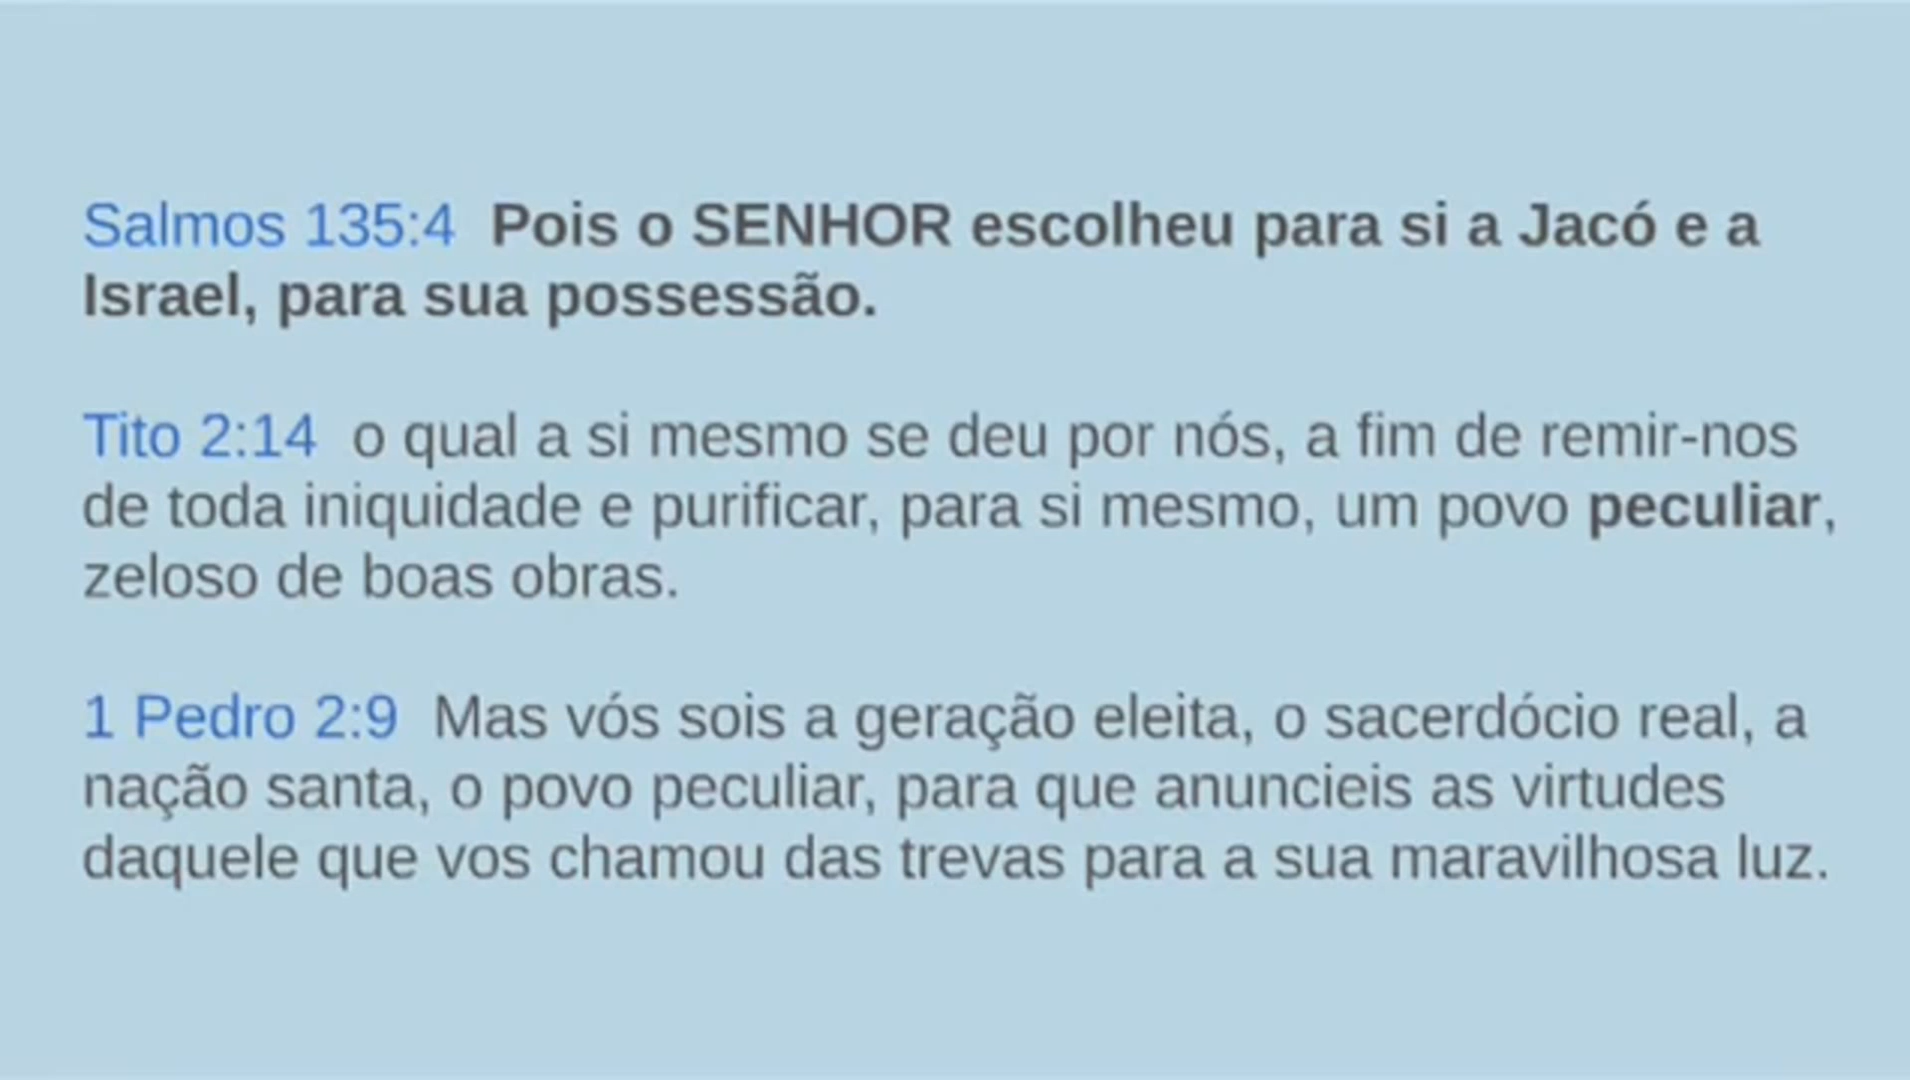 Salmos 135:4  Pois o SENHOR escolheu para si a Jacó e a
Israel, para sua possessão.
Tito 2:14  o qual a si mesmo se deu por nós, a fim de remir-nos
de toda iniquidade e purificar, para si mesmo, um povo peculiar,
zeloso de boas obras.
1 Pedro 2:9  Mas vós sois a geração eleita, o sacerdócio real, a
nação santa, o povo peculiar, para que anuncieis as virtudes
daquele que vos chamou das trevas para a sua maravilhosa luz.